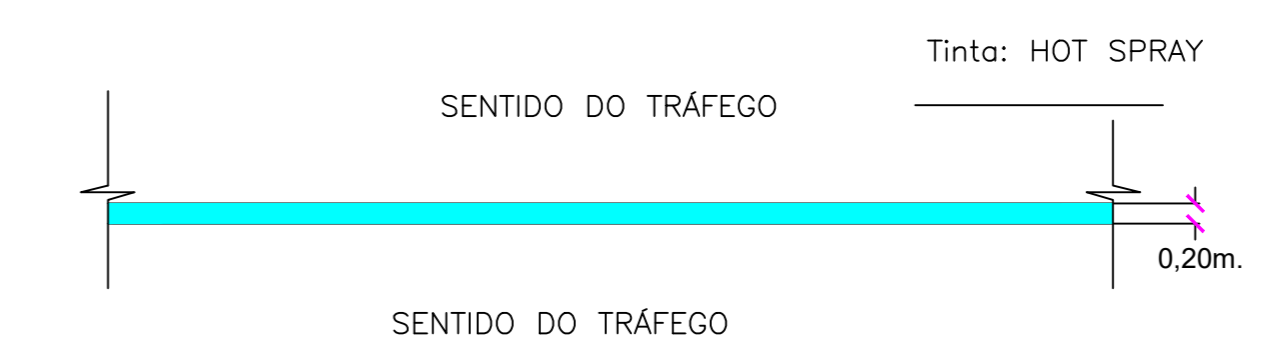 Tinta: HOT SPRAY
SENTIDO DO TRÁFEGO
0,20m.
SENTIDO DO TRÁFEGO